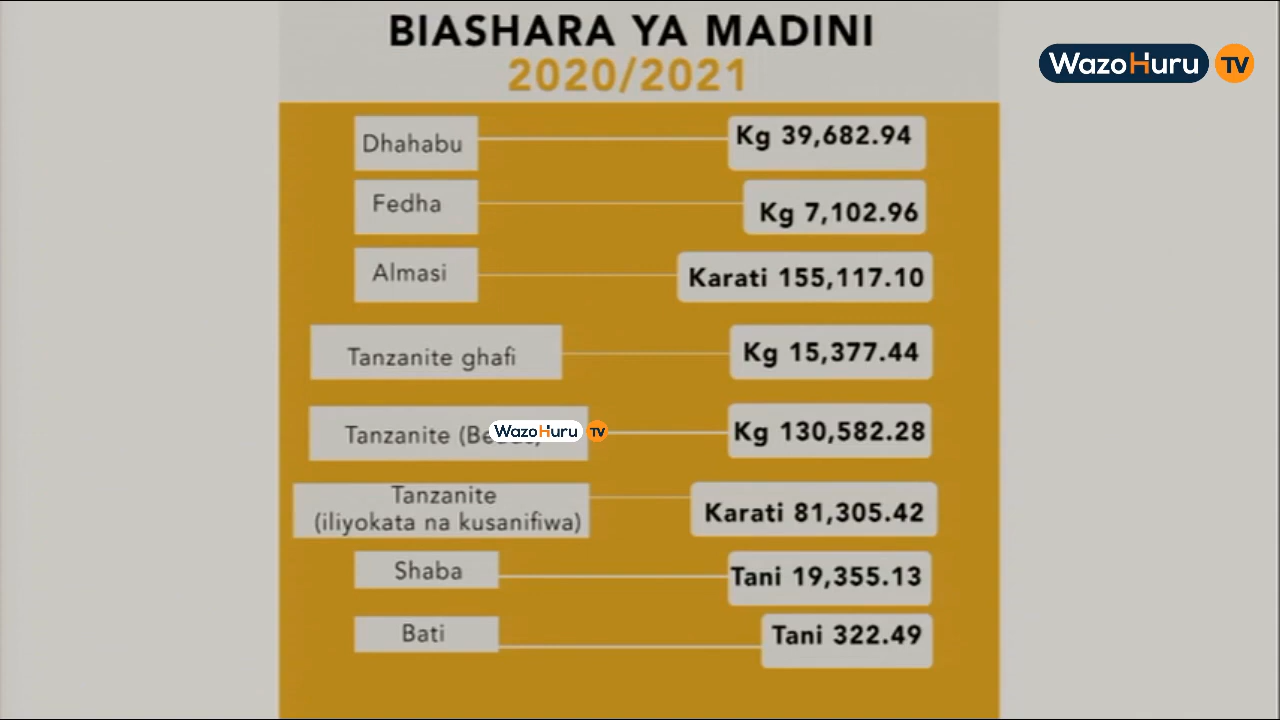 BIASHARA YA MADINI
2020/2021
WazoHuru TV
Dhahabu Kg 39,682.94
Fedha Kg 7,102.96
Almasi Karati 155,117.10
Tanzanite ghafi Kg 15,377.44
Tanzanite Kg 130,582.28
WazoHuru TV
Tanzanite
(iliyokata na kusanifiwa) Karati 81,305.42
Shaba Tani 19,355.13
Bati Tani 322.49